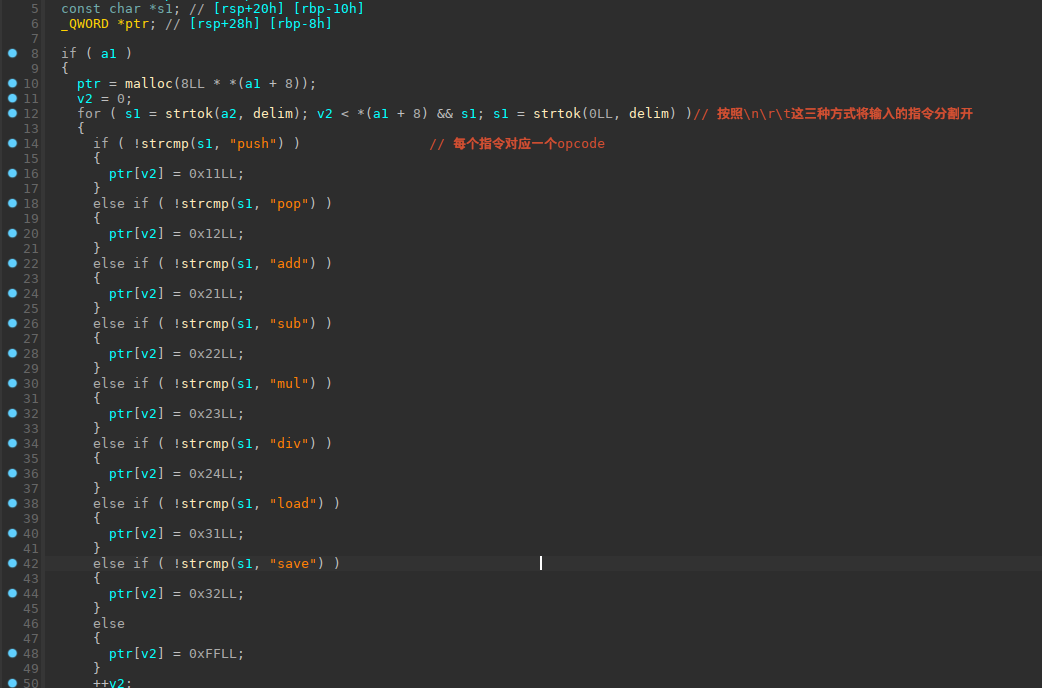 5 const char *s1; // [rsp+20h] [rbp-10h]
6 _QWORD *ptr; // [rsp+28h] [rbp-8h]
7
8 if ( a1 )
9 {
10 ptr = malloc(8LL * *(a1 + 8));
11 v2 = 0;
12 for ( s1 = strtok(a2, delim); v2 < *(a1 + 8) && s1; s1 = strtok(0LL, delim) )// 按照\n\r\t这三种方式将输入的指令分割开
13 {
14 if ( !strcmp(s1, "push") ) // 每个指令对应一个opcode
15 {
16 ptr[v2] = 0x11LL;
17 }
18 else if ( !strcmp(s1, "pop") )
19 {
20 ptr[v2] = 0x12LL;
21 }
22 else if ( !strcmp(s1, "add") )
23 {
24 ptr[v2] = 0x21LL;
25 }
26 else if ( !strcmp(s1, "sub") )
27 {
28 ptr[v2] = 0x22LL;
29 }
30 else if ( !strcmp(s1, "mul") )
31 {
32 ptr[v2] = 0x23LL;
33 }
34 else if ( !strcmp(s1, "div") )
35 {
36 ptr[v2] = 0x24LL;
37 }
38 else if ( !strcmp(s1, "load") )
39 {
40 ptr[v2] = 0x31LL;
41 }
42 else if ( !strcmp(s1, "save") )
43 {
44 ptr[v2] = 0x32LL;
45 }
46 else
47 {
48 ptr[v2] = 0xFFLL;
49 }
50 ++v2;